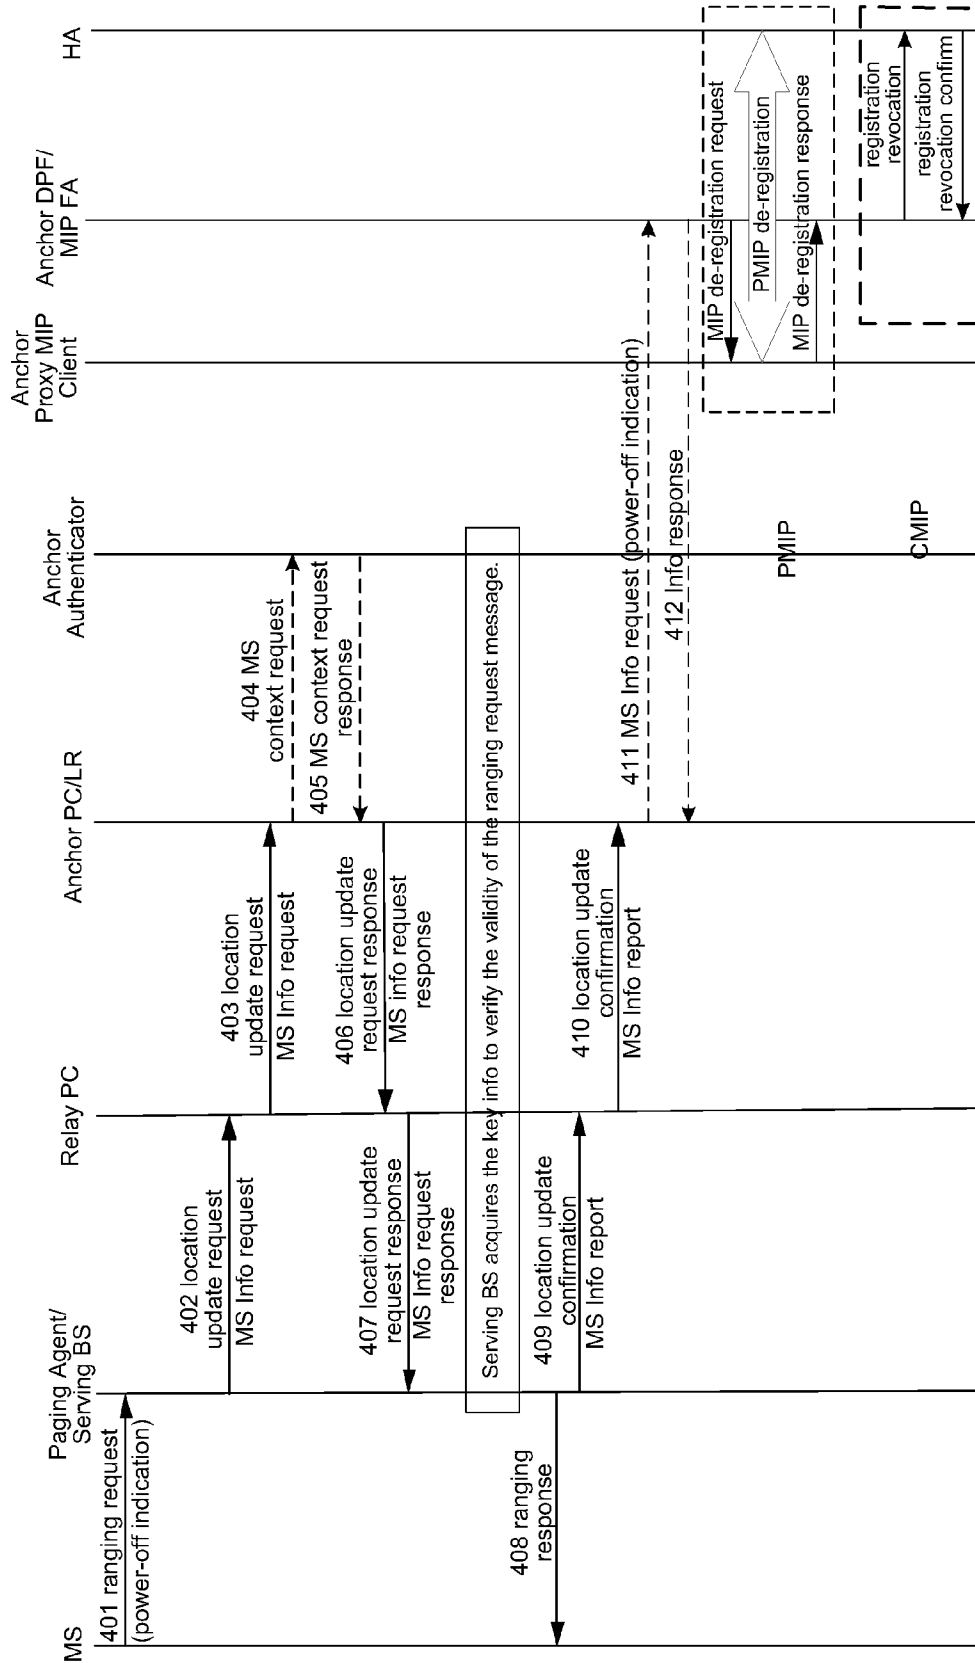 MS
Paging Agent/
Serving BS
Relay PC
Anchor PC/LR
Anchor
Authenticator
Anchor
Proxy MIP
Client
Anchor DPF/
MIP FA
HA
401 ranging request
(power-off indication)
402 location
update request
MS Info request
403 location
update request
MS Info request
404 MS
context request
405 MS context request
response
406 location update
request response
MS info request
response
407 location update
request response
MS Info request
response
Serving BS acquires the key info to verify the validity of the ranging request message.
408 ranging
response
409 location update
confirmation
MS Info report
410 location update
confirmation
MS Info report
411 MS Info request (power-off indication)
412 Info response
PMIP
MIP de-registration request
PMIP de-registration
MIP de-registration response
CMIP
registration
revocation
registration
revocation confirm